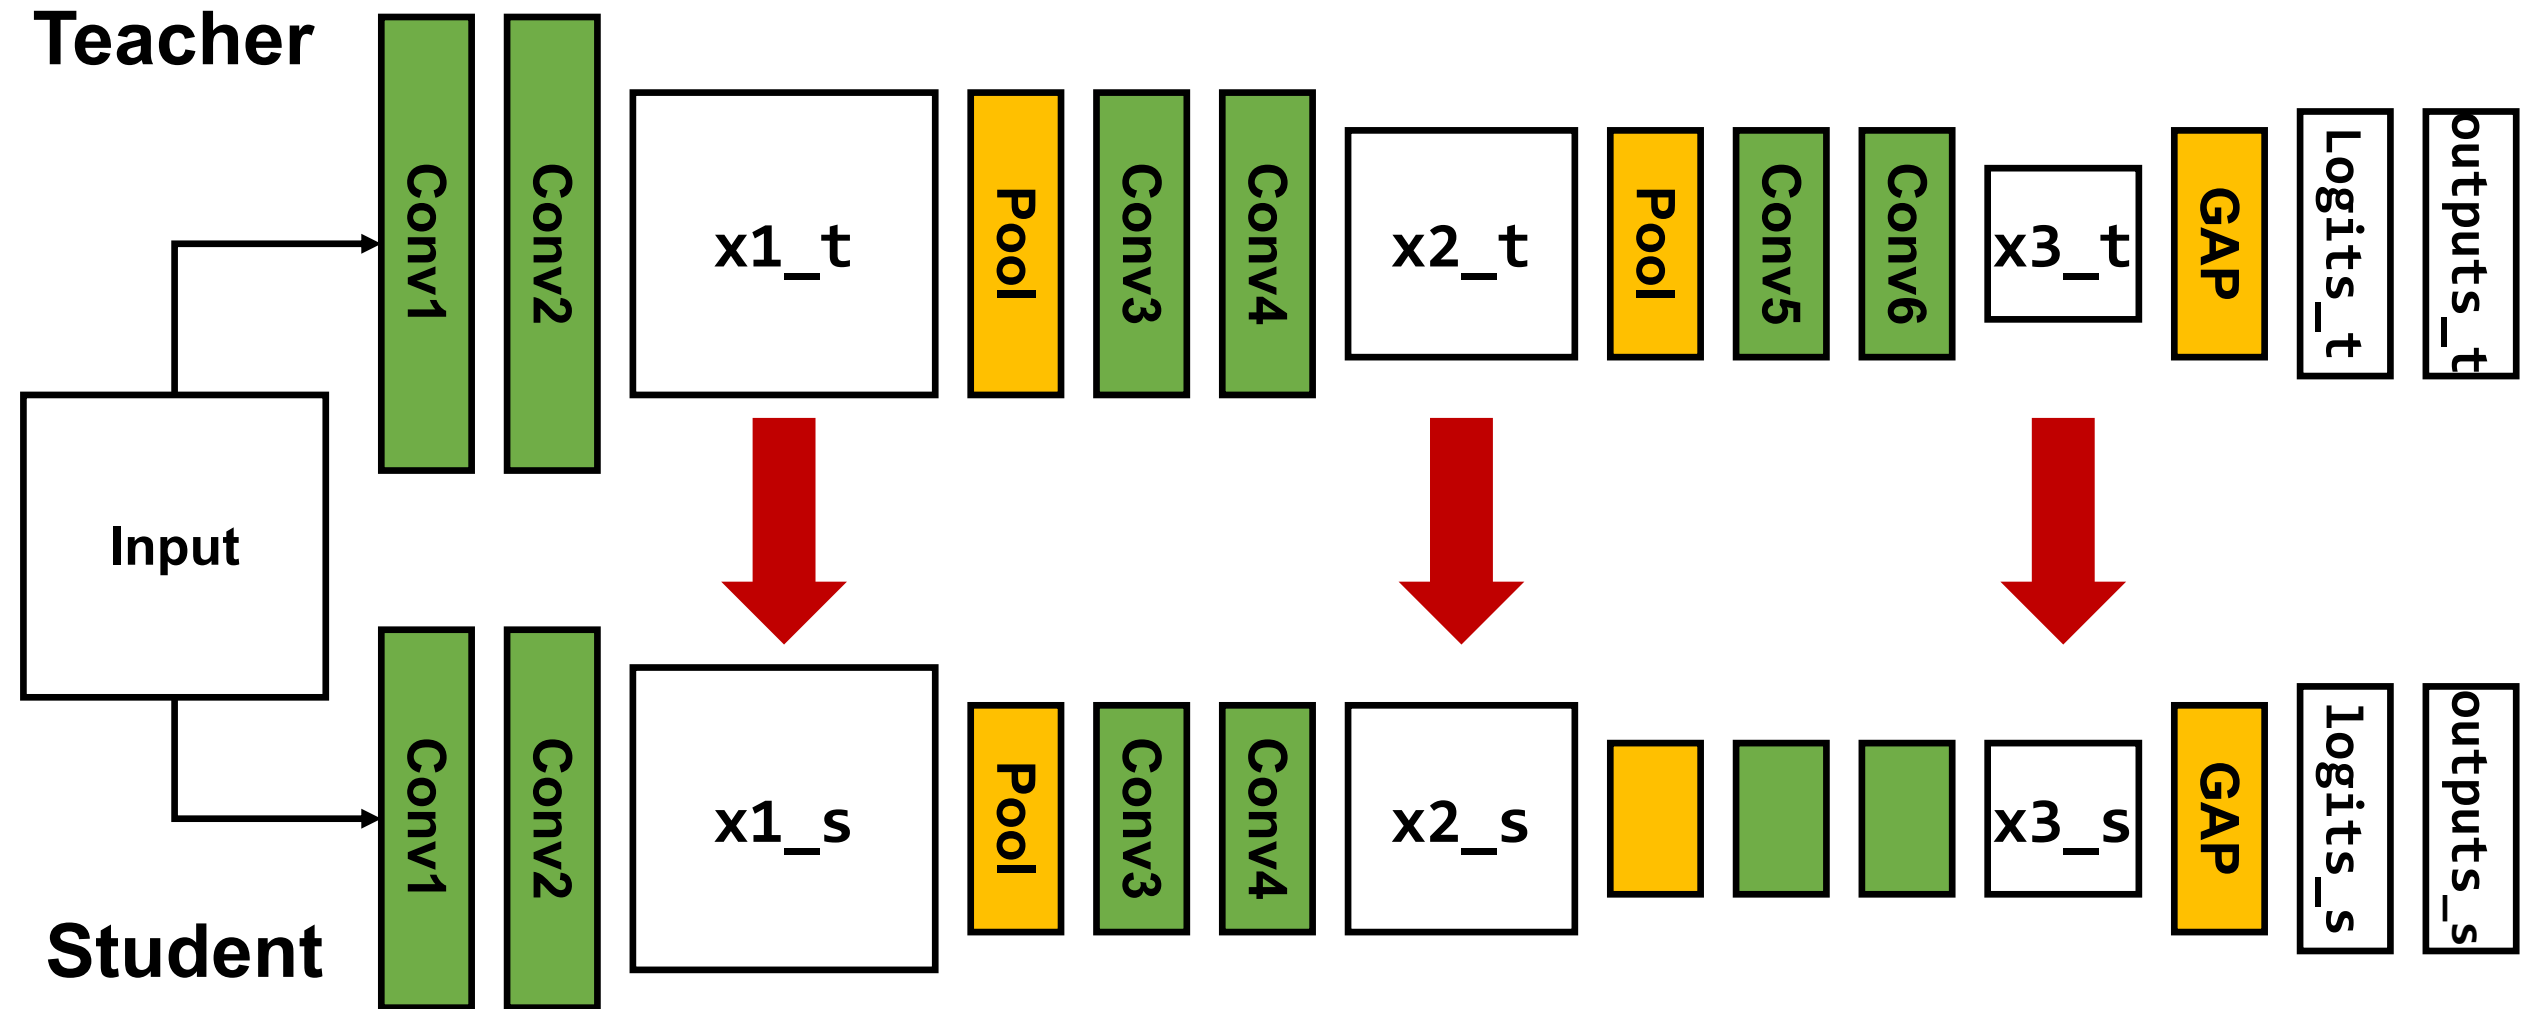 Teacher
Conv1
Conv2
x1_t
Pool
Conv3
Conv4
x2_t
Pool
Conv5
Conv6
x3_t
GAP
Logits_t
outputs_t
Input
Student
Conv1
Conv2
x1_s
Pool
Conv3
Conv4
x2_s
x3_s
GAP
logits_s
outputs_s